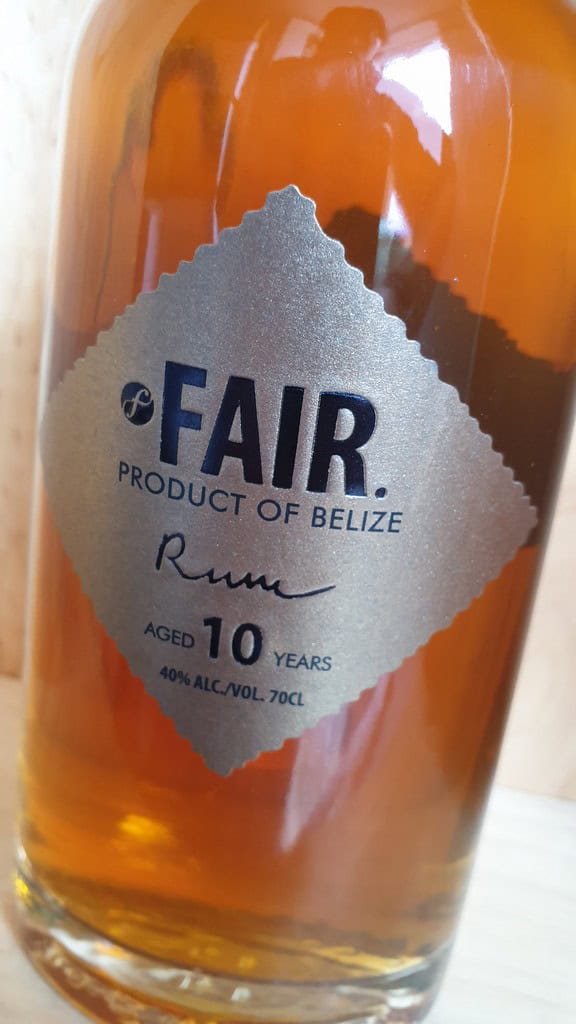 f FAIR.
PRODUCT OF BELIZE
Rum
AGED 10 YEARS
40% ALC./VOL. 70CL